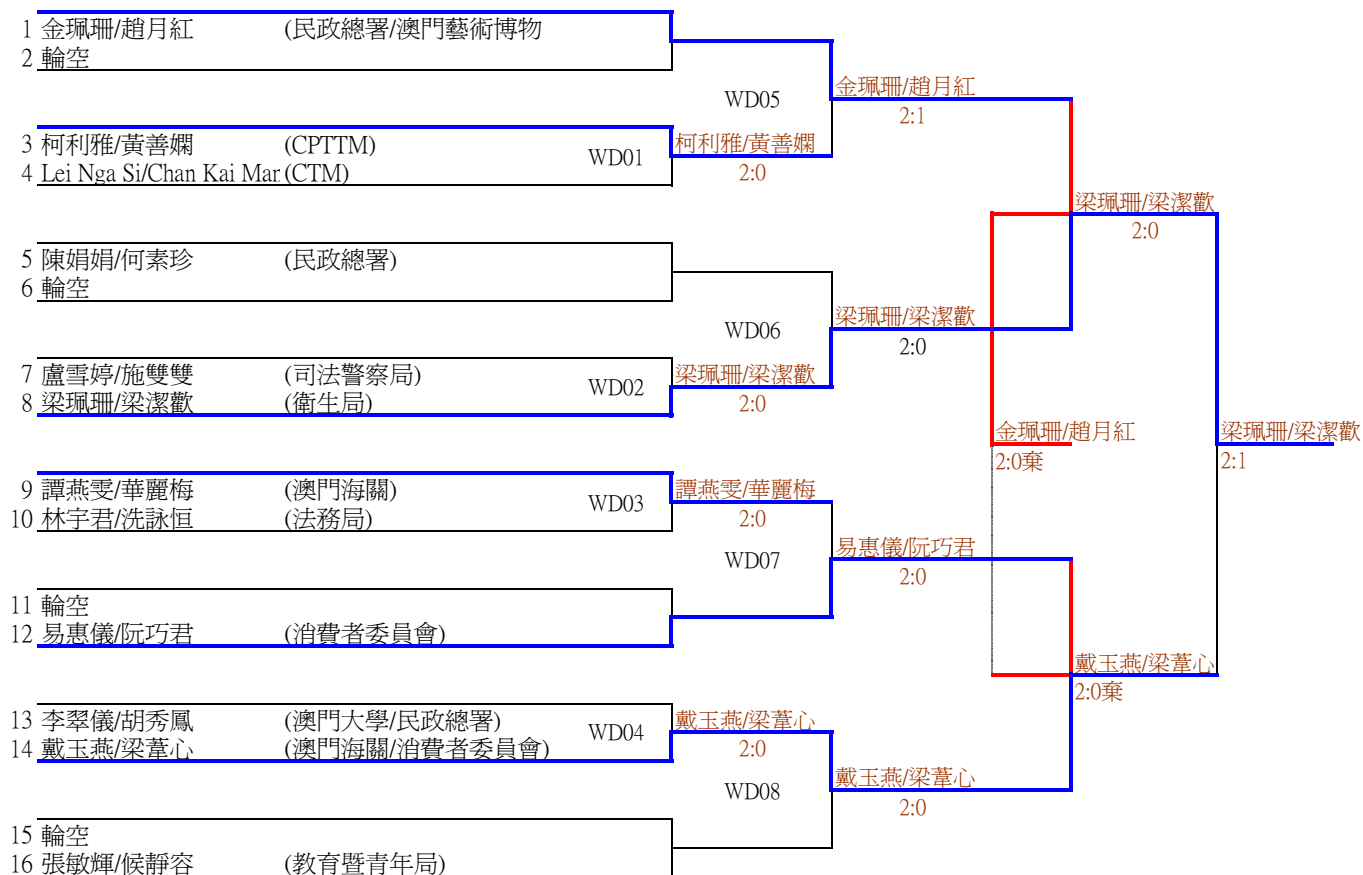 1 金珮珊/趙月紅 (民政總署/澳門藝術博物
2 輪空
WD05
金珮珊/趙月紅
2:1
3 柯利雅/黃善嫻 (CPTTM)
4 Lei Nga Si/Chan Kai Mar (CTM)
WD01
柯利雅/黃善嫻
2:0
梁珮珊/梁潔歡
2:0
5 陳娟娟/何素珍 (民政總署)
6 輪空
WD06
梁珮珊/梁潔歡
2:0
7 盧雪婷/施雙雙 (司法警察局)
8 梁珮珊/梁潔歡 (衛生局)
WD02
梁珮珊/梁潔歡
2:0
金珮珊/趙月紅
2:0棄
梁珮珊/梁潔歡
2:1
9 譚燕雯/華麗梅 (澳門海關)
10 林宇君/冼詠恒 (法務局)
WD03
譚燕雯/華麗梅
2:0
WD07
易惠儀/阮巧君
2:0
11 輪空
12 易惠儀/阮巧君 (消費者委員會)
戴玉燕/梁葦心
2:0棄
13 李翠儀/胡秀鳳 (澳門大學/民政總署)
14 戴玉燕/梁葦心 (澳門海關/消費者委員會)
WD04
戴玉燕/梁葦心
2:0
WD08
戴玉燕/梁葦心
2:0
15 輪空
16 張敏輝/候靜容 (教育暨青年局)